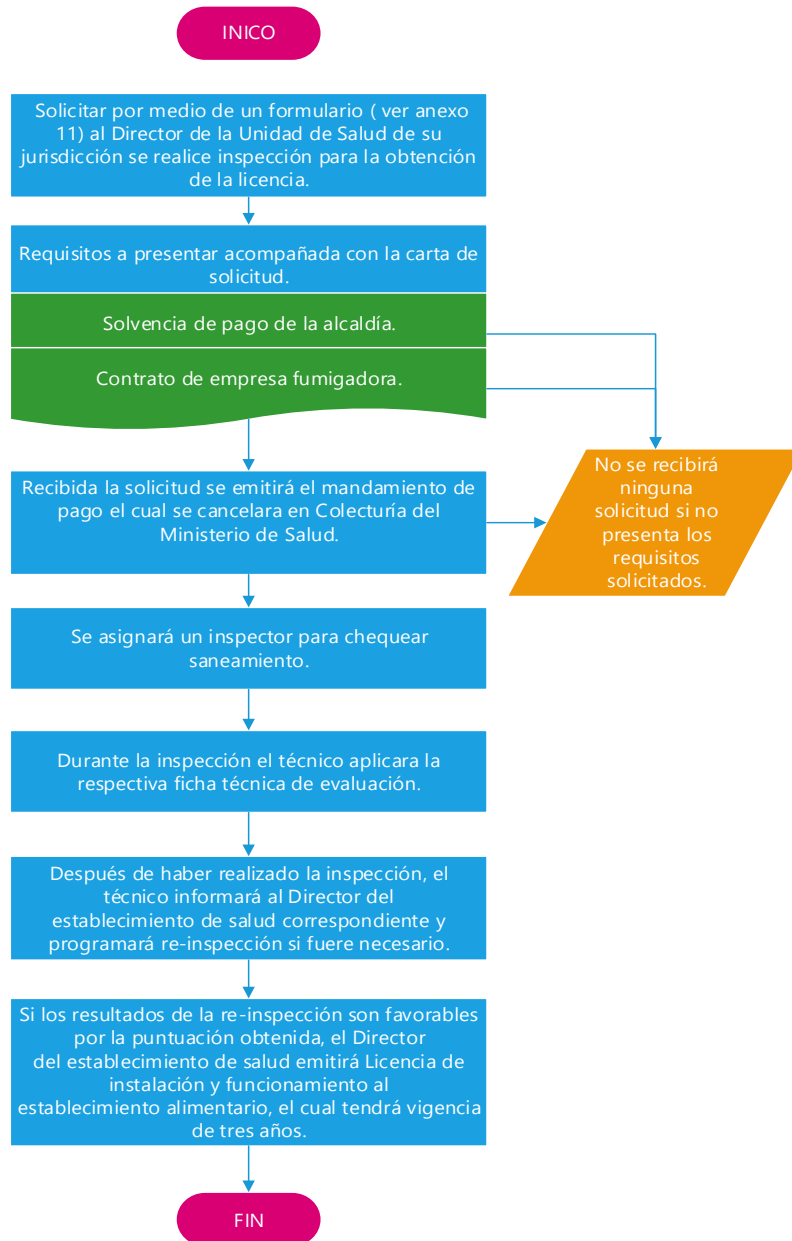 INICO
Solicitar por medio de un formulario ( ver anexo
11) al Director de la Unidad de Salud de su
jurisdicción se realice inspección para la obtención
de la licencia.
Requisitos a presentar acompañada con la carta de
solicitud.
Solvencia de pago de la alcaldía.
Contrato de empresa fumigadora.
No se recibirá
ninguna
solicitud si no
presenta los
requisitos
solicitados.
Recibida la solicitud se emitirá el mandamiento de
pago el cual se cancelara en Colecturía del
Ministerio de Salud.
Se asignará un inspector para chequear
saneamiento.
Durante la inspección el técnico aplicara la
respectiva ficha técnica de evaluación.
Después de haber realizado la inspección, el
técnico informará al Director del
establecimiento de salud correspondiente y
programará re-inspección si fuere necesario.
Si los resultados de la re-inspección son favorables
por la puntuación obtenida, el Director
del establecimiento de salud emitirá Licencia de
instalación y funcionamiento al
establecimiento alimentario, el cual tendrá vigencia
de tres años.
FIN